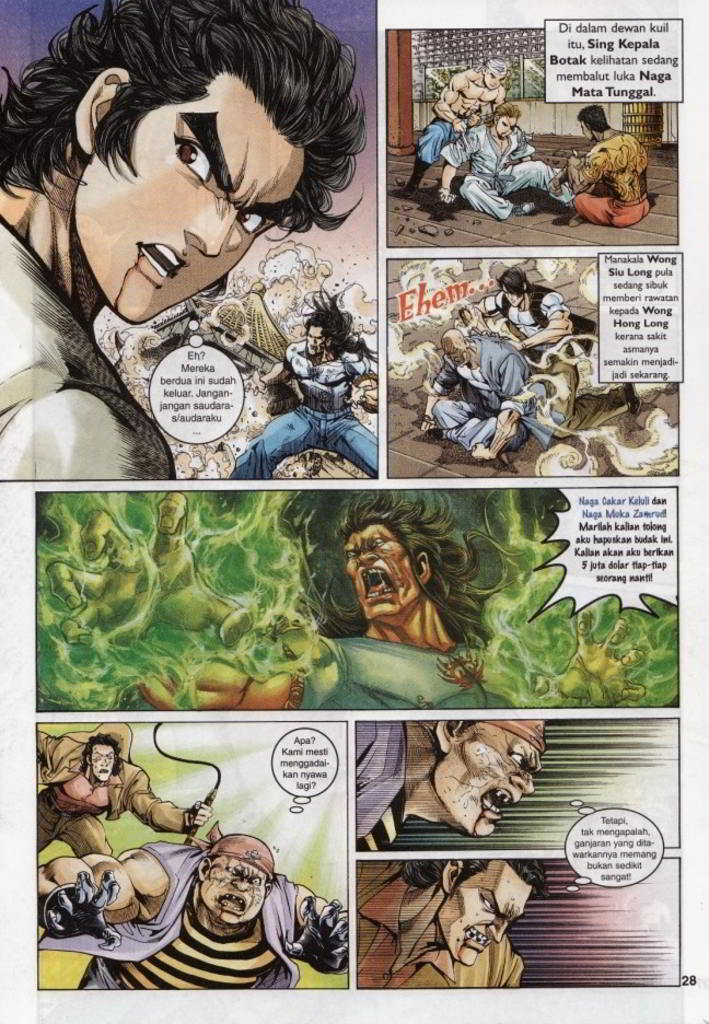 Di dalam dewan kuil
itu, Sing Kepala
Botak kelihatan sedang
membalut luka Naga
Mata Tunggal.
Ehem...
Manakala Wong
Siu Long pula
sedang sibuk
memberi rawatan
kepada Wong
Hong Long
kerana sakit
asmanya
semakin menjadi-
jadi sekarang.
Eh?
Mereka
berdua ini sudah
keluar. Jangan-
jangan saudara-
s/audaraku
...
Naga Cakar Keluli dan
Naga Muka Zamrud!
Marilah kalian tolong
aku hapuskan budak ini.
Kalian akan aku berikan
5 juta dolar tiap-tiap
seorang nanti!
Apa?
Kami mesti
menggadai-
kan nyawa
lagi?
Tetapi,
tak mengapalah,
ganjaran yang dita-
warkannya memang
bukan sedikit
sangat!
28